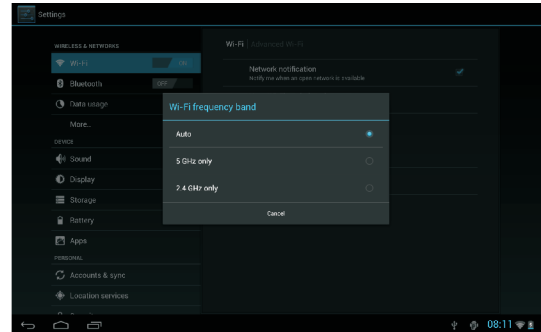 Settings
WIRELESS & NETWORKS
Wi-Fi
ON
Bluetooth
OFF
Data usage
More...
DEVICE
Sound
Display
Storage
Battery
Apps
PERSONAL
Accounts & sync
Location services
Wi-Fi | Advanced Wi-Fi
Network notification
Notify me when an open network is available
Wi-Fi frequency band
Auto
5 GHz only
2.4 GHz only
Cancel
08:11